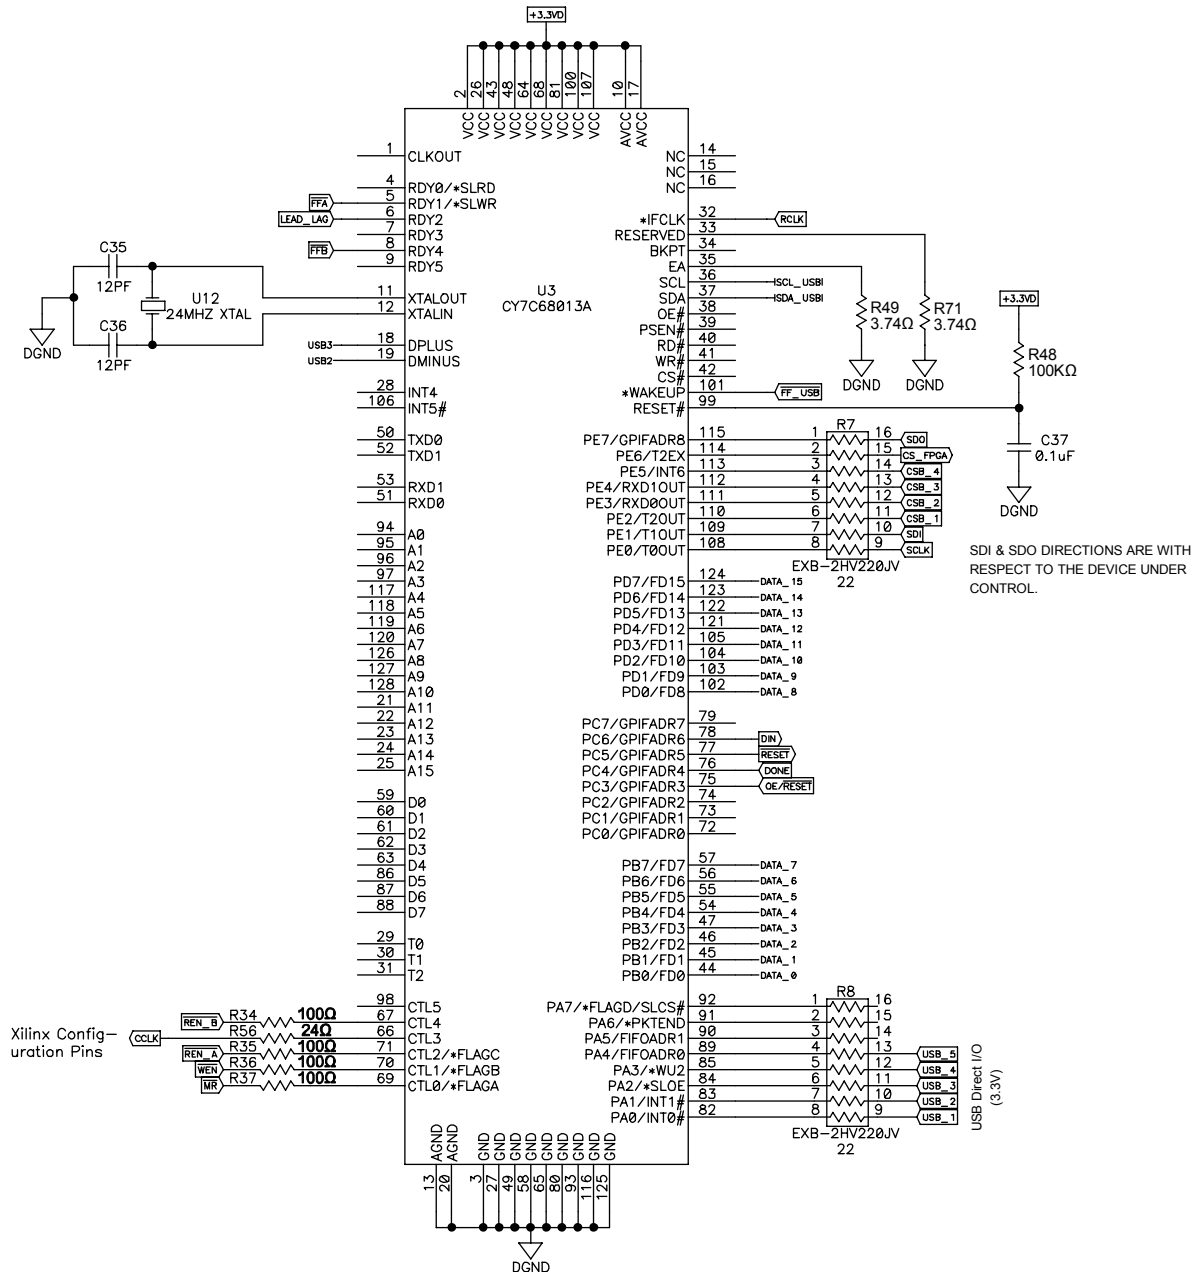 +3.3VD
2
26
43
48
64
68
81
100
107
10
17
VCC
VCC
VCC
VCC
VCC
VCC
VCC
VCC
VCC
AVCC
AVCC
U3
CY7C68013A
1 CLKOUT
4 RDY0/*SLRD
FFA 5 RDY1/*SLWR
LEAD_LAG 6 RDY2
7 RDY3
FFB 8 RDY4
9 RDY5
C35
12PF
U12
24MHZ XTAL
C36
12PF
DGND
11 XTALOUT
12 XTALIN
USB3 18 DPLUS
USB2 19 DMINUS
28 INT4
106 INT5#
50 TXD0
52 TXD1
53 RXD1
51 RXD0
94 A0
95 A1
96 A2
97 A3
117 A4
118 A5
119 A6
120 A7
126 A8
127 A9
128 A10
21 A11
22 A12
23 A13
24 A14
25 A15
59 D0
60 D1
61 D2
62 D3
63 D4
86 D5
87 D6
88 D7
29 T0
30 T1
31 T2
98 CTL5
REN_B R34 100Ω 67 CTL4
CCLK R56 24Ω 66 CTL3
REN_A R35 100Ω 71 CTL2/*FLAGC
WEN R36 100Ω 70 CTL1/*FLAGB
MR R37 100Ω 69 CTL0/*FLAGA
Xilinx Config-
uration Pins
NC 14
NC 15
NC 16
*IFCLK 32 RCLK
RESERVED 33
BKPT 34
EA 35
SCL 36 ISCL_USBI
SDA 37 ISDA_USBI
OE# 38
PSEN# 39
RD# 40
WR# 41
CS# 42
*WAKEUP 101 FF_USB
RESET# 99
R49
3.74Ω
DGND
R71
3.74Ω
DGND
+3.3VD
R48
100KΩ
C37
0.1uF
DGND
R7
PE7/GPIFADR8 115 1 16 SDO
PE6/T2EX 114 2 15 CS_FPGA
PE5/INT6 113 3 14 CSB_4
PE4/RXD1OUT 112 4 13 CSB_3
PE3/RXD0OUT 111 5 12 CSB_2
PE2/T2OUT 110 6 11 CSB_1
PE1/T1OUT 109 7 10 SDI
PE0/T0OUT 108 8 9 SCLK
EXB-2HV220JV
22
SDI & SDO DIRECTIONS ARE WITH
RESPECT TO THE DEVICE UNDER
CONTROL.
PD7/FD15 124 DATA_15
PD6/FD14 123 DATA_14
PD5/FD13 122 DATA_13
PD4/FD12 121 DATA_12
PD3/FD11 105 DATA_11
PD2/FD10 104 DATA_10
PD1/FD9 103 DATA_9
PD0/FD8 102 DATA_8
PC7/GPIFADR7 79
PC6/GPIFADR6 78 DIN
PC5/GPIFADR5 77 RESET
PC4/GPIFADR4 76 DONE
PC3/GPIFADR3 75 OE/RESET
PC2/GPIFADR2 74
PC1/GPIFADR1 73
PC0/GPIFADR0 72
PB7/FD7 57 DATA_7
PB6/FD6 56 DATA_6
PB5/FD5 55 DATA_5
PB4/FD4 54 DATA_4
PB3/FD3 47 DATA_3
PB2/FD2 46 DATA_2
PB1/FD1 45 DATA_1
PB0/FD0 44 DATA_0
R8
PA7/*FLAGD/SLCS# 92 1 16
PA6/*PKTEND 91 2 15
PA5/FIFOADR1 90 3 14
PA4/FIFOADR0 89 4 13 USB_5
PA3/*WU2 85 5 12 USB_4
PA2/*SLOE 84 6 11 USB_3
PA1/INT1# 83 7 10 USB_2
PA0/INT0# 82 8 9 USB_1
EXB-2HV220JV
22
USB Direct I/O
(3.3V)
AGND
AGND
GND
GND
GND
GND
GND
GND
GND
GND
GND
13
20
3
27
49
58
65
80
93
116
125
DGND